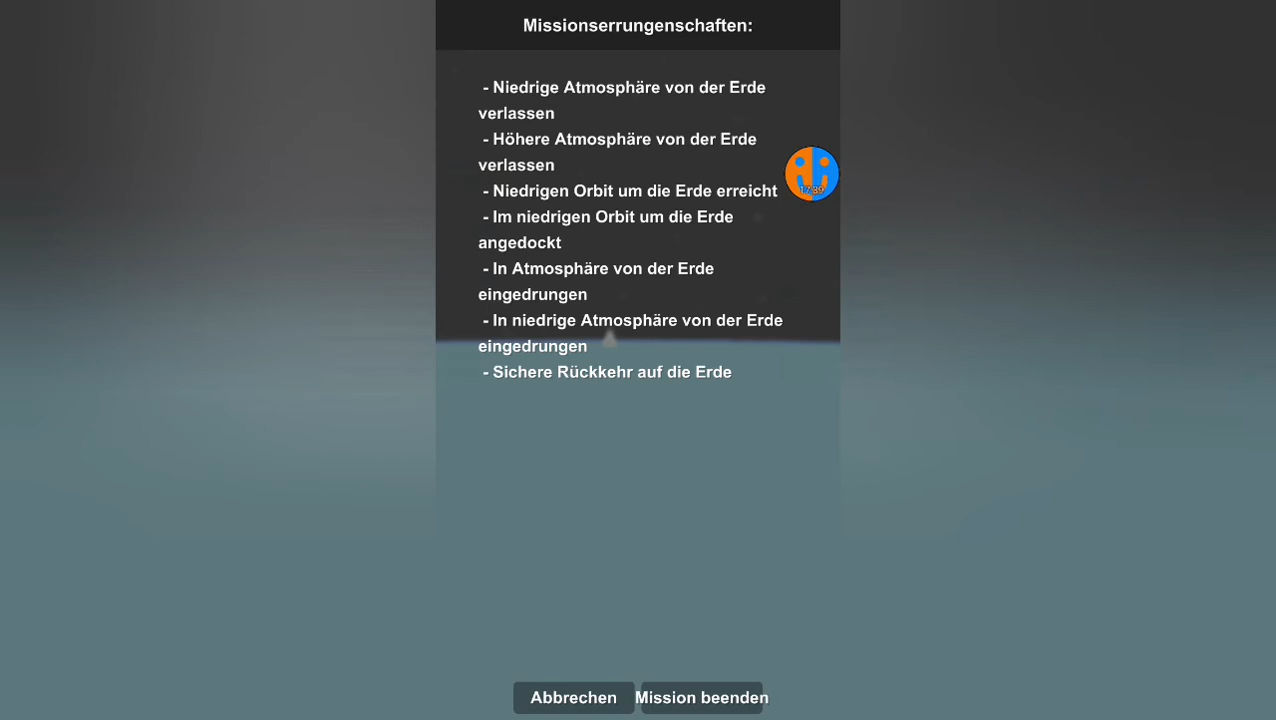 Missionserrungenschaften:
- Niedrige Atmosphäre von der Erde
verlassen
- Höhere Atmosphäre von der Erde
verlassen
- Niedrigen Orbit um die Erde erreicht
- Im niedrigen Orbit um die Erde
angedockt
- In Atmosphäre von der Erde
eingedrungen
- In niedrige Atmosphäre von der Erde
eingedrungen
- Sichere Rückkehr auf die Erde
Abbrechen
Mission beenden